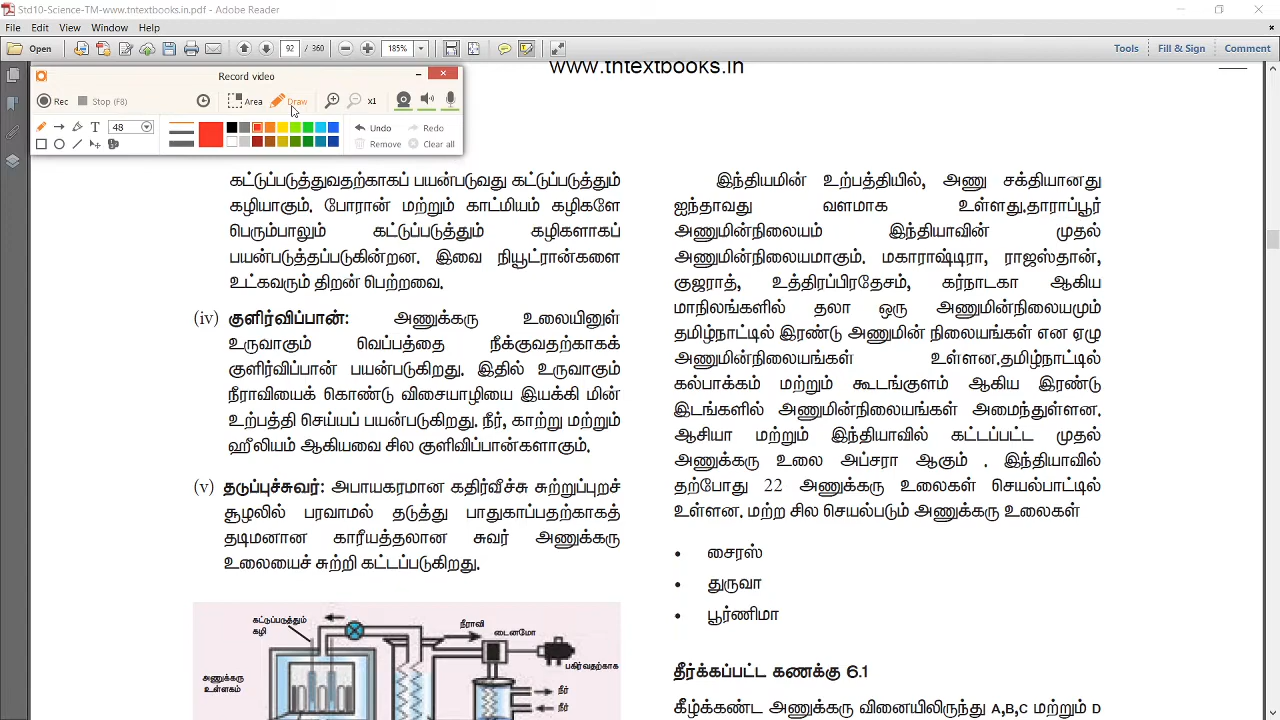 Std10-Science-TM-www.tntextbooks.in.pdf - Adobe Reader
File Edit View Window Help
Open 92 / 360 185% Tools Fill & Sign Comment
www.tntextbooks.in
Record video
Rec Stop (F8) Area Draw x1
T 48 Undo Redo
Remove Clear all
கட்டுப்படுத்துவதற்காகப் பயன்படுவது கட்டுப்படுத்தும்
கழியாகும். போரான் மற்றும் காட்மியம் கழிகளே
பெரும்பாலும் கட்டுப்படுத்தும் கழிகளாகப்
பயன்படுத்தப்படுகின்றன. இவை நியூட்ரான்களை
உட்கவரும் திறன் பெற்றவை.
(iv) குளிர்விப்பான்: அணுக்கரு உலையினுள்
உருவாகும் வெப்பத்தை நீக்குவதற்காகக்
குளிர்விப்பான் பயன்படுகிறது. இதில் உருவாகும்
நீராவியைக் கொண்டு விசையாழியை இயக்கி மின்
உற்பத்தி செய்யப் பயன்படுகிறது. நீர், காற்று மற்றும்
ஹீலியம் ஆகியவை சில குளிவிப்பான்களாகும்.
(v) தடுப்புச்சுவர்: அபாயகரமான கதிர்வீச்சு சுற்றுப்புறச்
சூழலில் பரவாமல் தடுத்து பாதுகாப்பதற்காகத்
தடிமனான காரீயத்தலான சுவர் அணுக்கரு
உலையைச் சுற்றி கட்டப்படுகிறது.
கட்டுப்படுத்தும்
கழி
நீராவி
டைனமோ
பகிர்வதற்காக
அணுக்கரு
உள்ளகம்
நீர்
நீர்
இந்தியமின் உற்பத்தியில், அணு சக்தியானது
ஐந்தாவது வளமாக உள்ளது.தாராப்பூர்
அணுமின்நிலையம் இந்தியாவின் முதல்
அணுமின்நிலையமாகும். மகாராஷ்டிரா, ராஜஸ்தான்,
குஜராத், உத்திரப்பிரதேசம், கர்நாடகா ஆகிய
மாநிலங்களில் தலா ஒரு அணுமின்நிலையமும்
தமிழ்நாட்டில் இரண்டு அணுமின் நிலையங்கள் என ஏழு
அணுமின்நிலையங்கள் உள்ளன.தமிழ்நாட்டில்
கல்பாக்கம் மற்றும் கூடங்குளம் ஆகிய இரண்டு
இடங்களில் அணுமின்நிலையங்கள் அமைந்துள்ளன.
ஆசியா மற்றும் இந்தியாவில் கட்டப்பட்ட முதல்
அணுக்கரு உலை அப்சரா ஆகும் . இந்தியாவில்
தற்போது 22 அணுக்கரு உலைகள் செயல்பாட்டில்
உள்ளன. மற்ற சில செயல்படும் அணுக்கரு உலைகள்
• சைரஸ்
• துருவா
• பூர்ணிமா
தீர்க்கப்பட்ட கணக்கு 6.1
கீழ்க்கண்ட அணுக்கரு வினையிலிருந்து A,B,C மற்றும் D